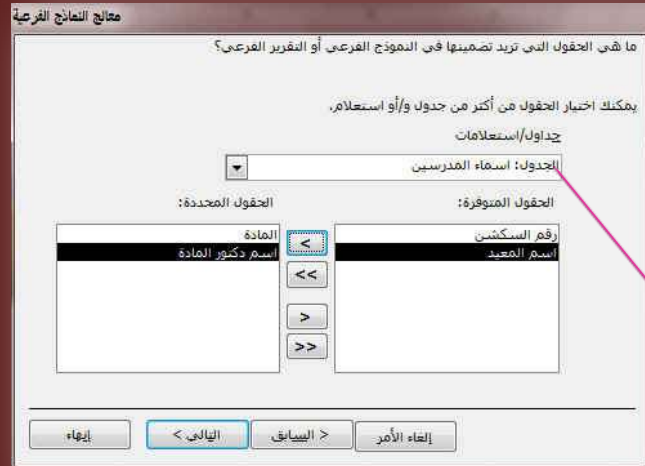 معالج النماذج الفرعية
ما هي الحقول التي تريد تضمينها في النموذج الفرعي أو التقرير الفرعي؟
يمكنك اختيار الحقول من أكثر من جدول و/أو استعلام.
جداول/استعلامات
الجدول: اسماء المدرسين
الحقول المتوفرة:
الحقول المحددة:
رقم السكشن
اسم المعيد
المادة
اسم دكتور المادة
<
<<
>
>>
إلغاء الأمر
< السابق
التالي >
إنهاء